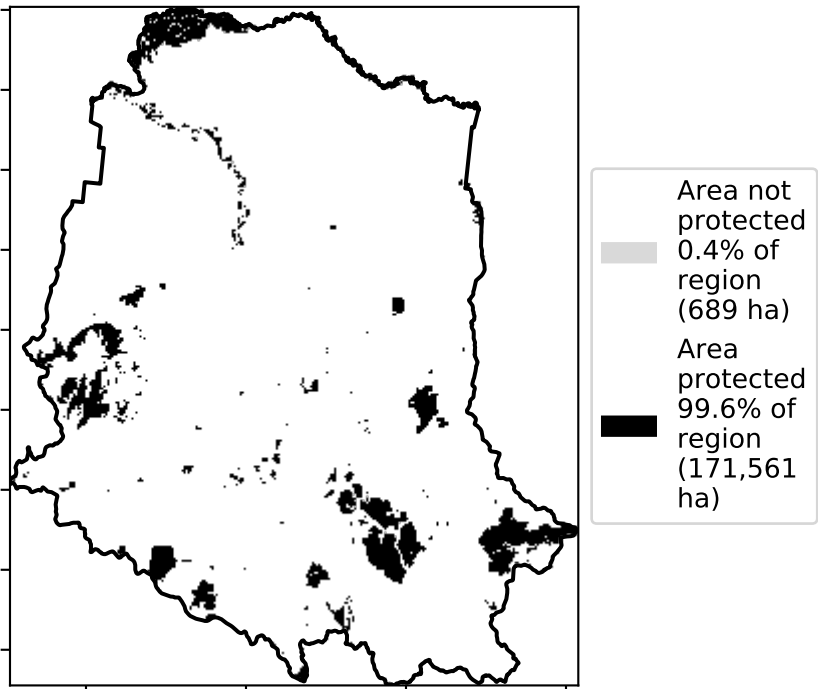 Area not
protected
0.4% of
region
(689 ha)
Area
protected
99.6% of
region
(171,561
ha)